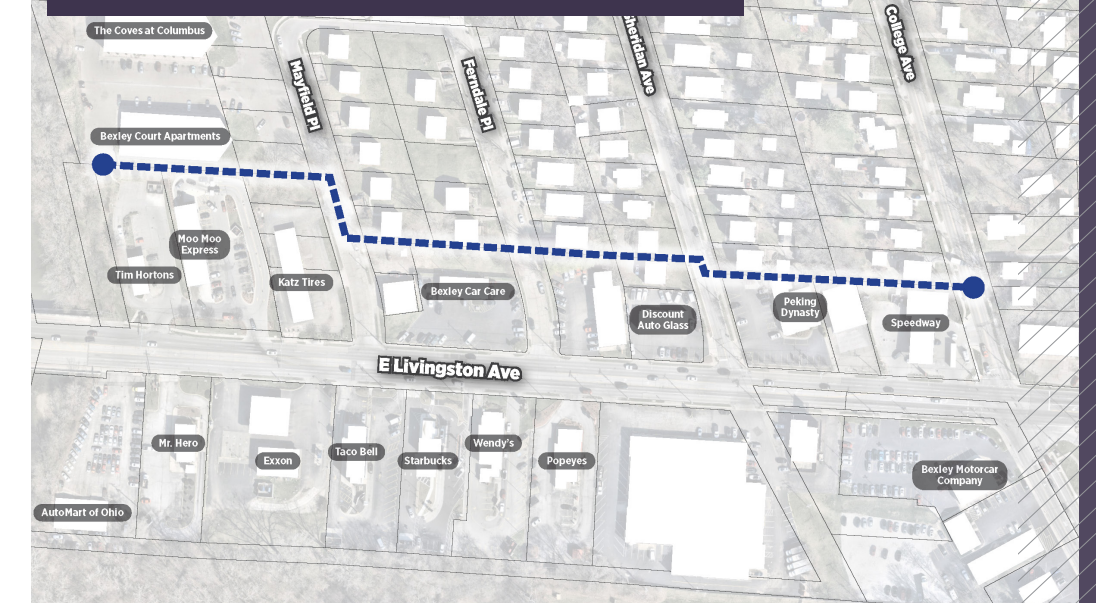 The Coves at Columbus
Mayfield Pl
Ferndale Pl
Sheridan Ave
College Ave
Bexley Court Apartments
Moo Moo
Express
Tim Hortons
Katz Tires
Bexley Car Care
Discount
Auto Glass
Peking
Dynasty
Speedway
E Livingston Ave
Mr. Hero
Exxon
Taco Bell
Starbucks
Wendy's
Popeyes
Bexley Motorcar
Company
AutoMart of Ohio